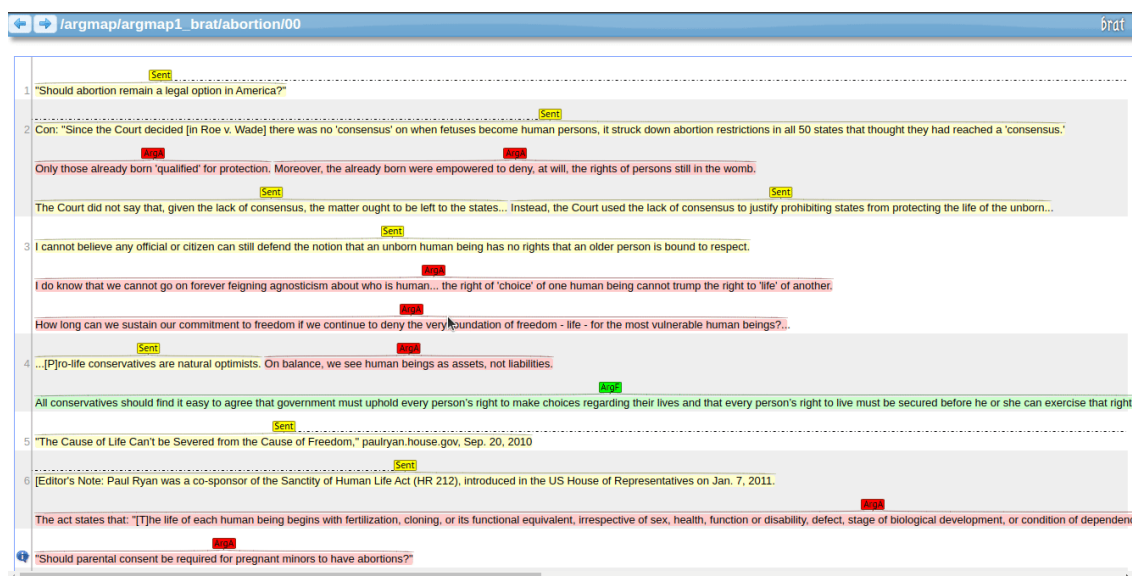 /argmap/argmap1_brat/abortion/00
brat
Sent
1 "Should abortion remain a legal option in America?"
Sent
2 Con: "Since the Court decided [in Roe v. Wade] there was no 'consensus' on when fetuses become human persons, it struck down abortion restrictions in all 50 states that thought they had reached a 'consensus.'
ArgA ArgA
Only those already born 'qualified' for protection. Moreover, the already born were empowered to deny, at will, the rights of persons still in the womb.
Sent Sent
The Court did not say that, given the lack of consensus, the matter ought to be left to the states... Instead, the Court used the lack of consensus to justify prohibiting states from protecting the life of the unborn...
Sent
3 I cannot believe any official or citizen can still defend the notion that an unborn human being has no rights that an older person is bound to respect.
ArgA
I do know that we cannot go on forever feigning agnosticism about who is human... the right of 'choice' of one human being cannot trump the right to 'life' of another.
ArgA
How long can we sustain our commitment to freedom if we continue to deny the very foundation of freedom - life - for the most vulnerable human beings?...
Sent ArgA
4 ...[P]ro-life conservatives are natural optimists. On balance, we see human beings as assets, not liabilities.
ArgF
All conservatives should find it easy to agree that government must uphold every person's right to make choices regarding their lives and that every person's right to live must be secured before he or she can exercise that right
Sent
5 "The Cause of Life Can't be Severed from the Cause of Freedom," paulryan.house.gov, Sep. 20, 2010
Sent
6 [Editor's Note: Paul Ryan was a co-sponsor of the Sanctity of Human Life Act (HR 212), introduced in the US House of Representatives on Jan. 7, 2011.
ArgA
The act states that: "[T]he life of each human being begins with fertilization, cloning, or its functional equivalent, irrespective of sex, health, function or disability, defect, stage of biological development, or condition of dependenc
ArgA
"Should parental consent be required for pregnant minors to have abortions?"